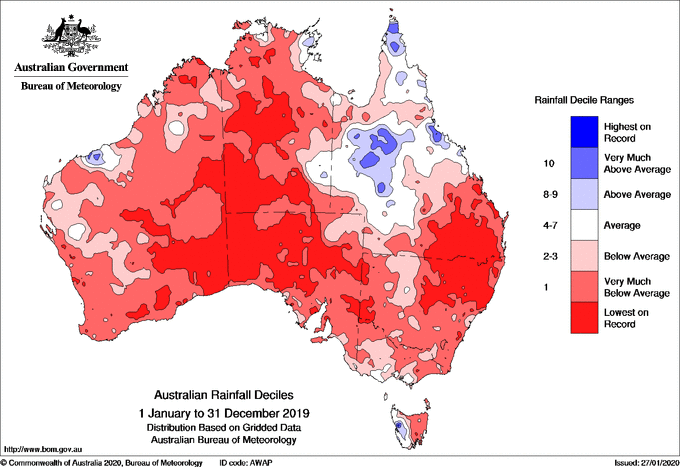 Australian Government
Bureau of Meteorology
Rainfall Decile Ranges
Highest on
Record
10
Very Much
Above Average
8-9
Above Average
4-7
Average
2-3
Below Average
1
Very Much
Below Average
Lowest on
Record
Australian Rainfall Deciles
1 January to 31 December 2019
Distribution Based on Gridded Data
Australian Bureau of Meteorology
http://www.bom.gov.au
© Commonwealth of Australia 2020, Bureau of Meteorology
ID code: AWAP
Issued: 27/01/2020